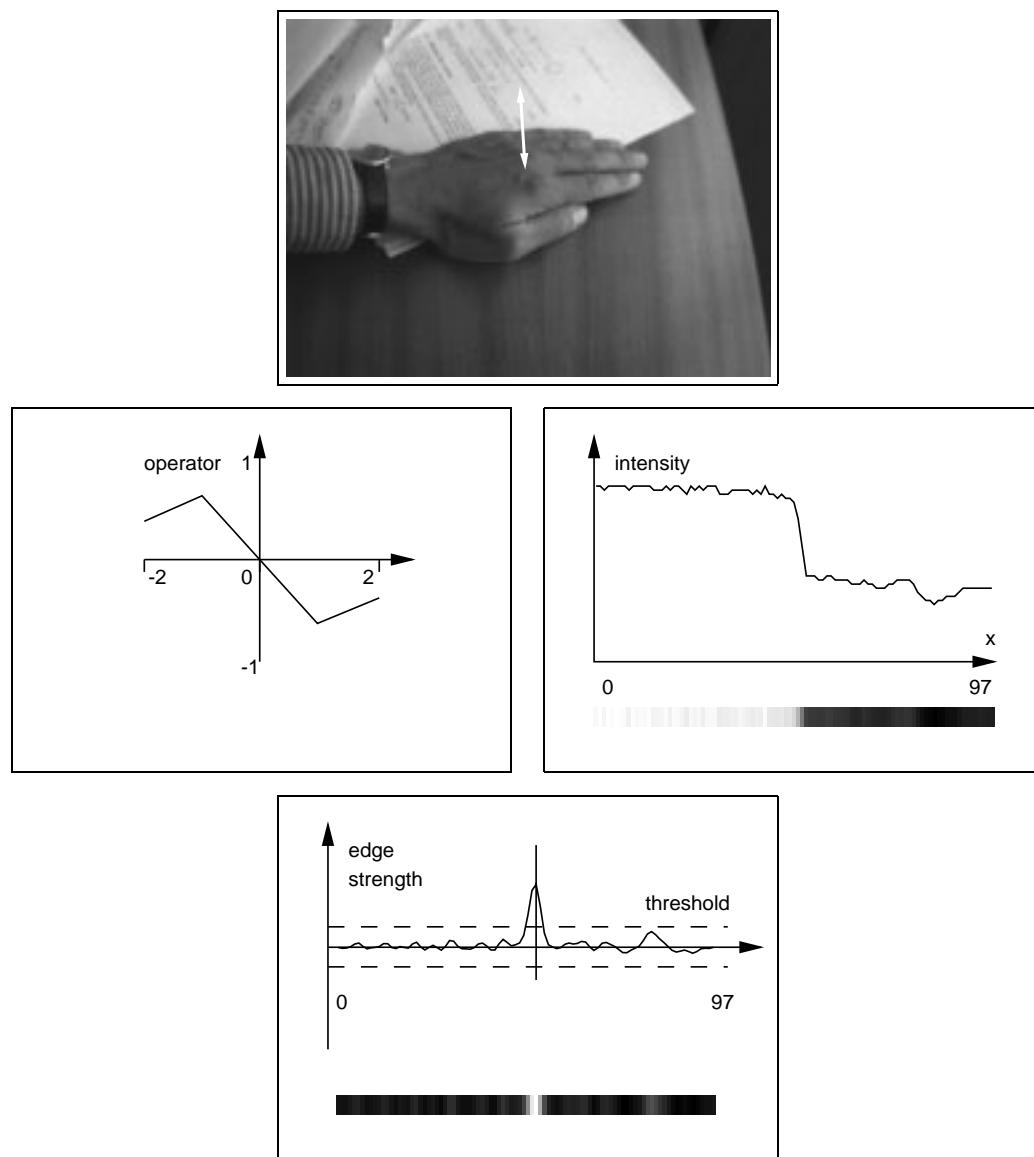 operator
1
-2
0
2
-1
intensity
x
0
97
edge
strength
threshold
0
97